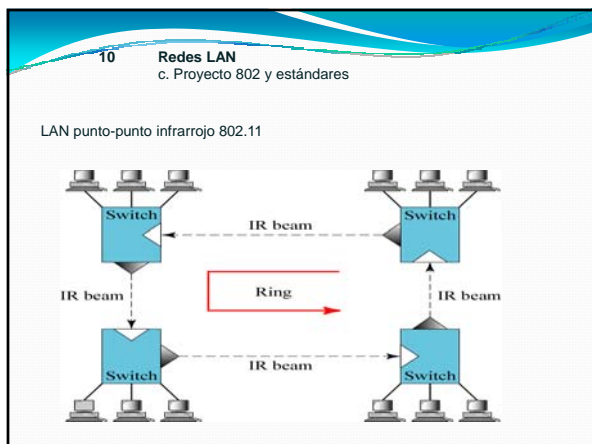 10 Redes LAN
c. Proyecto 802 y estándares
LAN punto-punto infrarrojo 802.11
Switch
Switch
IR beam
IR beam
Ring
IR beam
Switch
Switch
IR beam